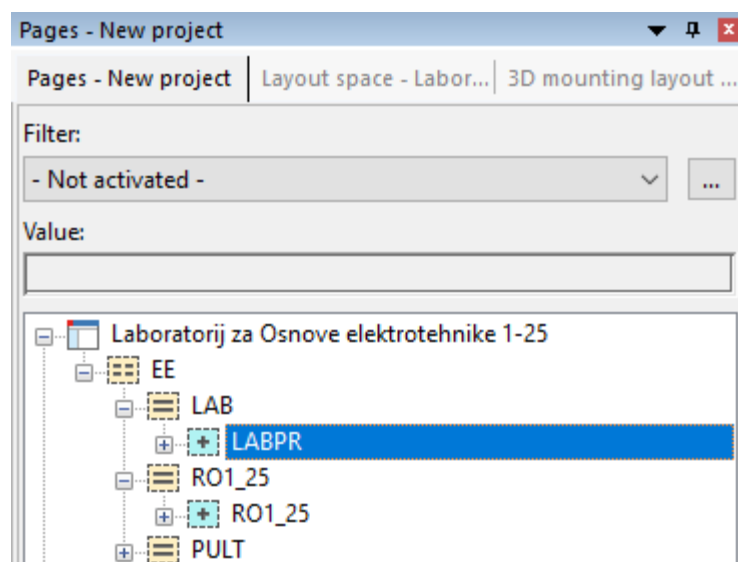 Pages - New project
Pages - New project Layout space - Labor... 3D mounting layout ...
Filter:
- Not activated - ...
Value:
Laboratorij za Osnove elektrotehnike 1-25
EE
LAB
LABPR
RO1_25
RO1_25
PULT